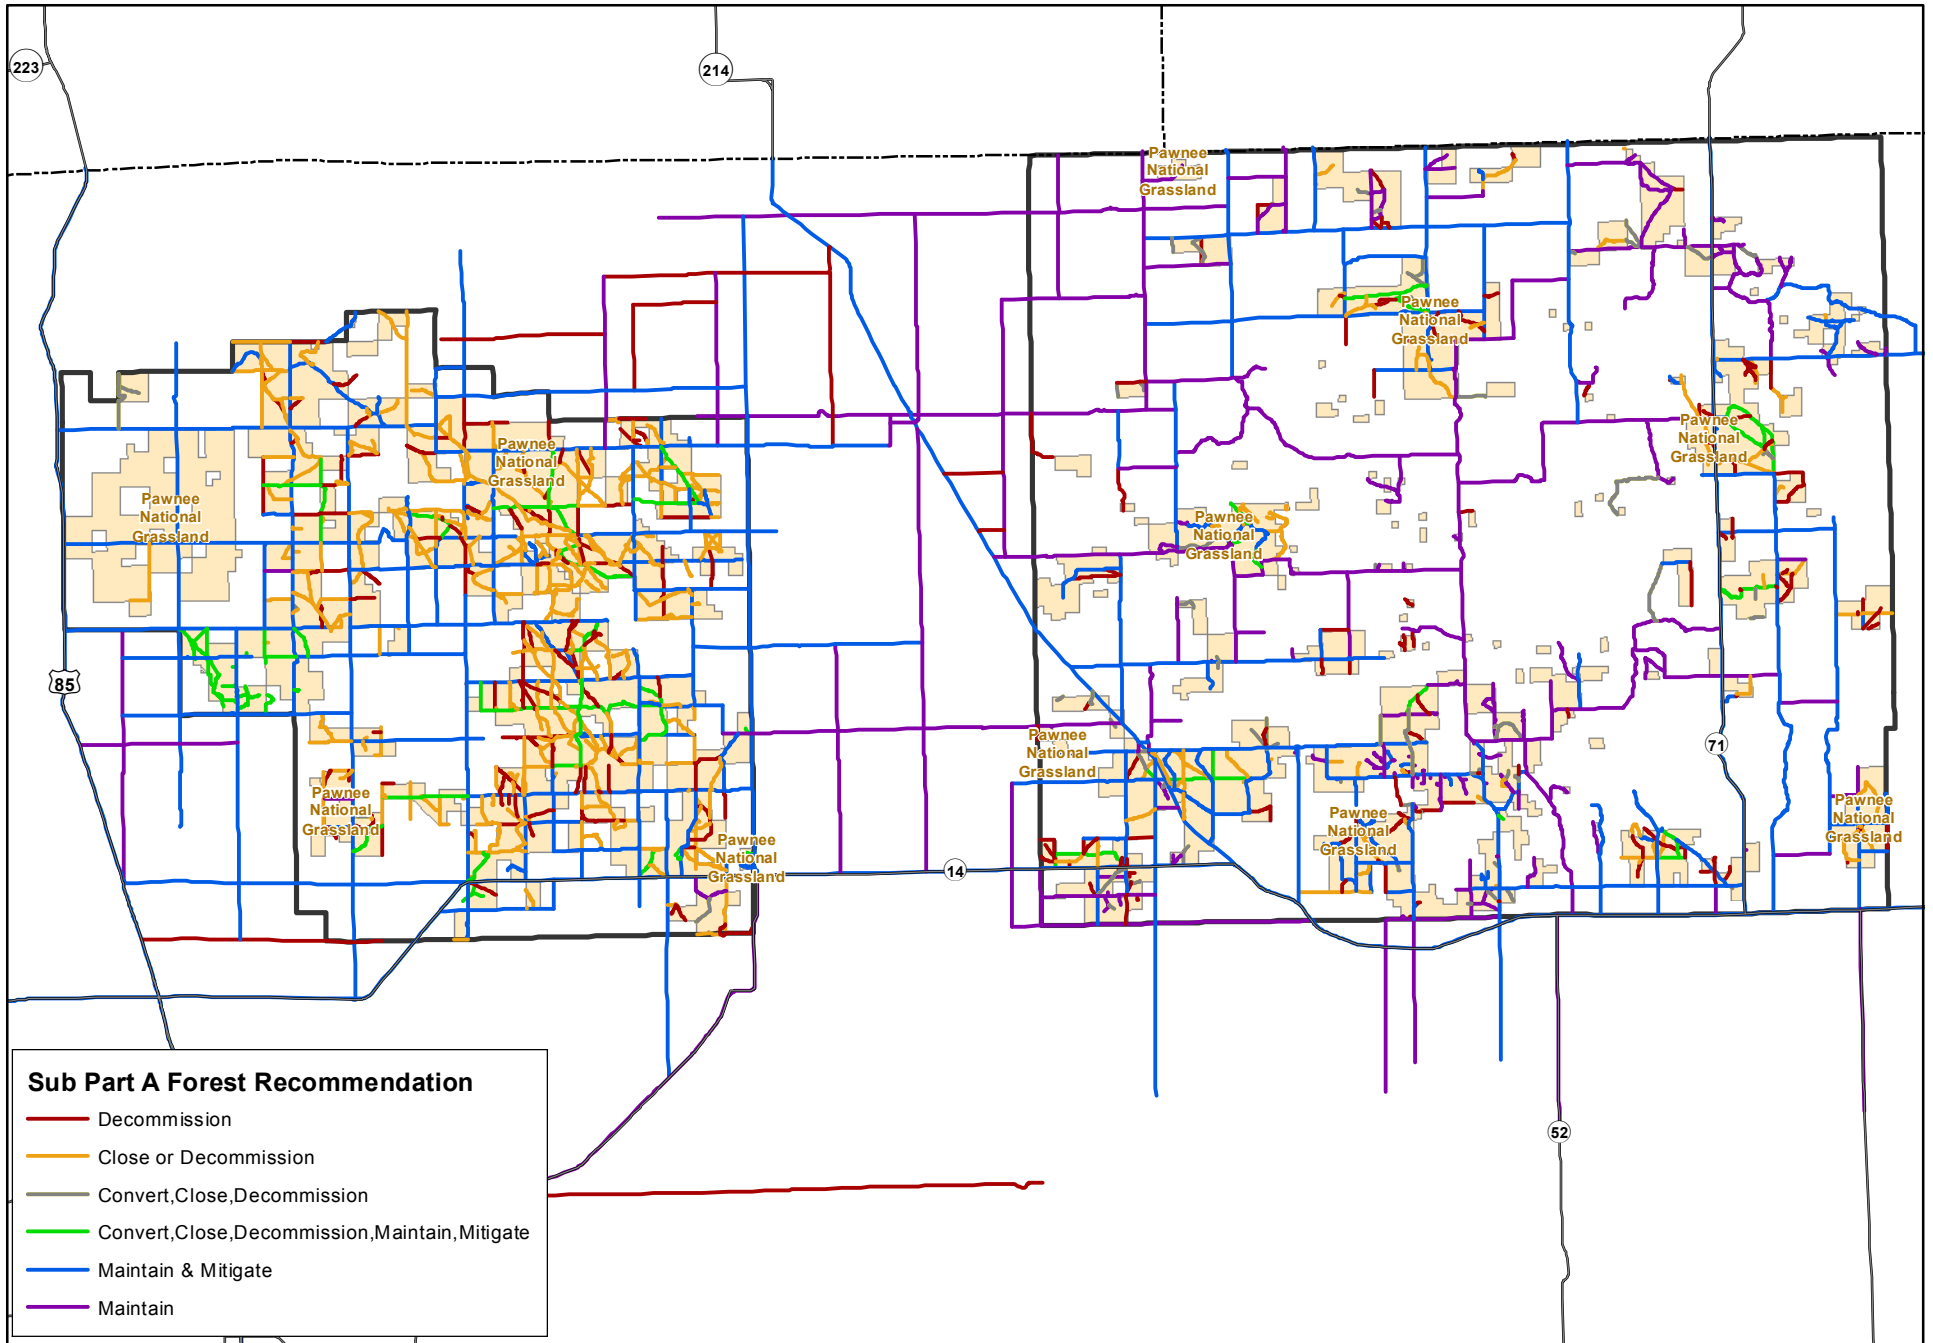 223
214
Pawnee
National
Grassland
Pawnee
National
Grassland
Pawnee
National
Grassland
Pawnee
National
Grassland
Pawnee
National
Grassland
Pawnee
National
Grassland
85
Pawnee
National
Grassland
71
Pawnee
National
Grassland
Pawnee
National
Grassland
Pawnee
National
Grassland
Pawnee
National
Grassland
14
52
Sub Part A Forest Recommendation
Decommission
Close or Decommission
Convert,Close,Decommission
Convert,Close,Decommission,Maintain,Mitigate
Maintain & Mitigate
Maintain